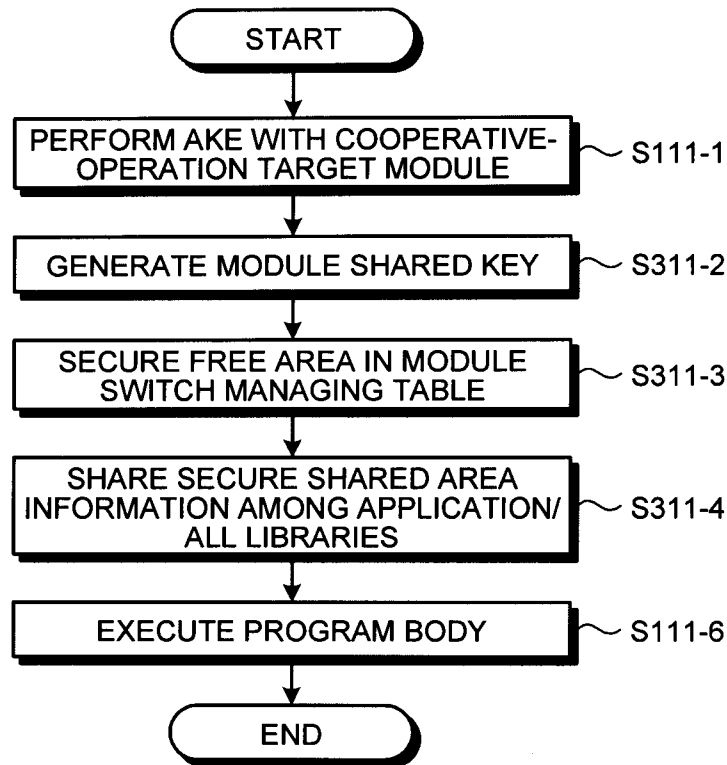 START
PERFORM AKE WITH COOPERATIVE-
OPERATION TARGET MODULE
S111-1
GENERATE MODULE SHARED KEY
S311-2
SECURE FREE AREA IN MODULE
SWITCH MANAGING TABLE
S311-3
SHARE SECURE SHARED AREA
INFORMATION AMONG APPLICATION/
ALL LIBRARIES
S311-4
EXECUTE PROGRAM BODY
S111-6
END